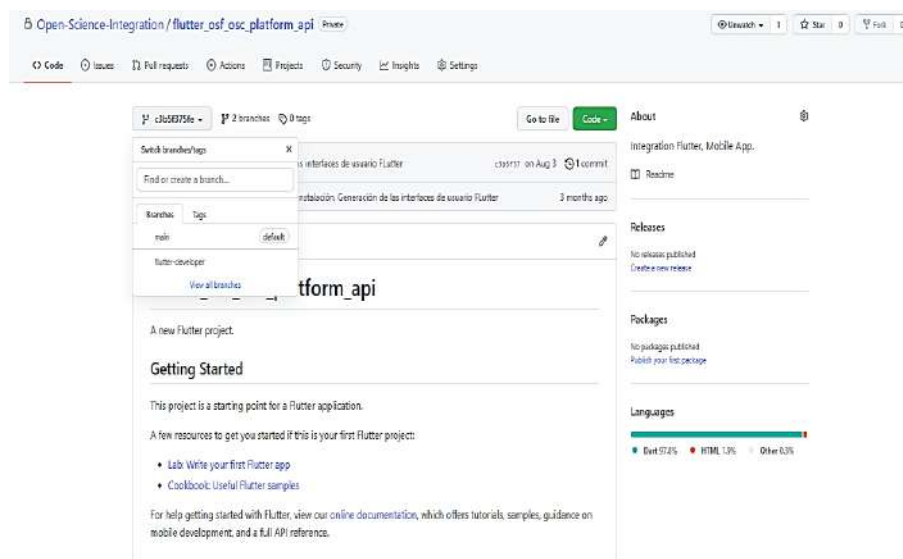 Open-Science-Integration / flutter_osf_osc_platform_api Private
Unwatch 1 Star 0 Fork 0
Code Issues Pull requests Actions Projects Security Insights Settings
2 branches 0 tags
Go to file Code
Switch branches/tags
Find or create a branch...
Branches Tags
main default
flutter-developer
View all branches
interfaces de usuario Flutter
on Aug 3 1 commit
Generación de las interfaces de usuario Flutter
3 months ago
tform_api
A new Flutter project.
Getting Started
This project is a starting point for a Flutter application.
A few resources to get you started if this is your first Flutter project:
Lab: Write your first Flutter app
Cookbook: Useful Flutter samples
For help getting started with Flutter, view our online documentation, which offers tutorials, samples, guidance on
mobile development, and a full API reference.
About
Integration Flutter, Mobile App.
Readme
Releases
No releases published
Create a new release
Packages
No packages published
Publish your first package
Languages
Dart HTML Other